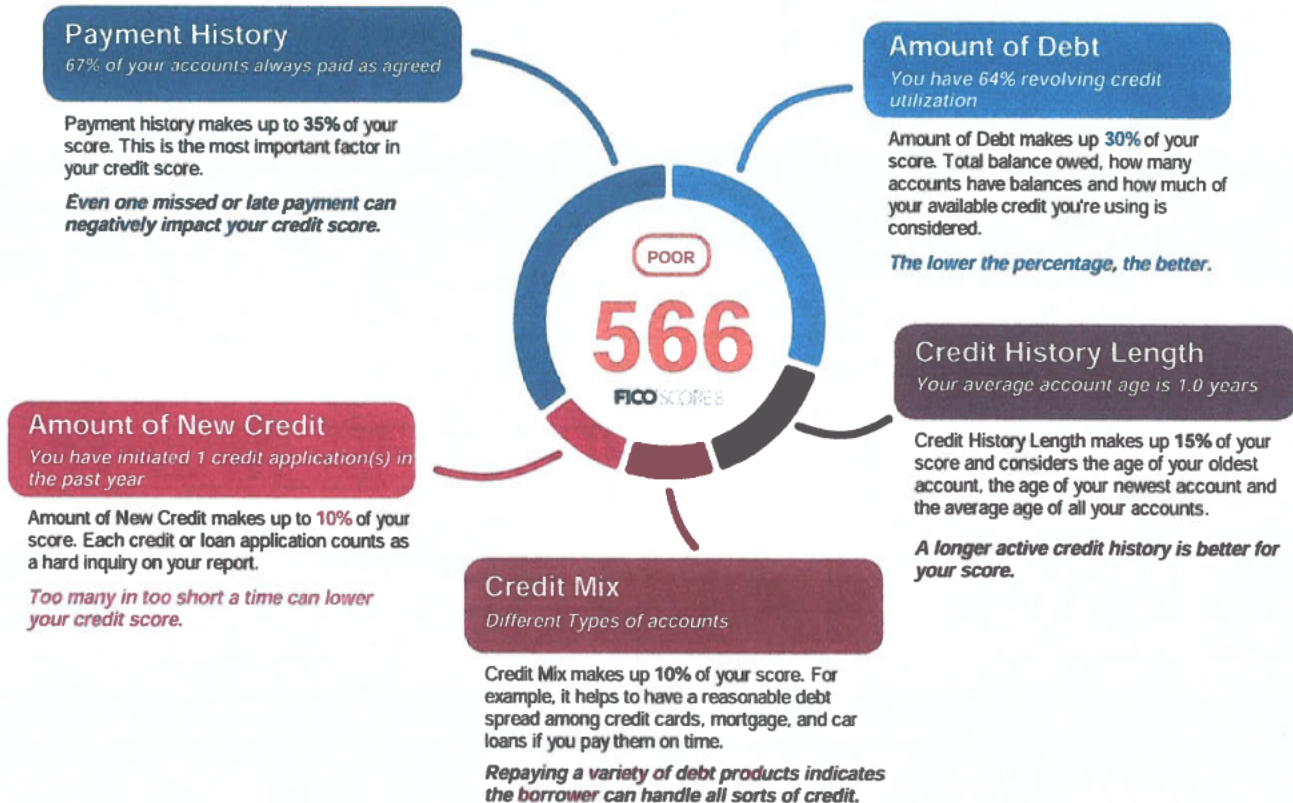 Payment History
67% of your accounts always paid as agreed
Payment history makes up to 35% of your
score. This is the most important factor in
your credit score.
Even one missed or late payment can
negatively impact your credit score.
Amount of Debt
You have 64% revolving credit
utilization
Amount of Debt makes up 30% of your
score. Total balance owed, how many
accounts have balances and how much of
your available credit you're using is
considered.
The lower the percentage, the better.
POOR
566
FICO SCORE 8
Credit History Length
Your average account age is 1.0 years
Credit History Length makes up 15% of your
score and considers the age of your oldest
account, the age of your newest account and
the average age of all your accounts.
A longer active credit history is better for
your score.
Amount of New Credit
You have initiated 1 credit application(s) in
the past year
Amount of New Credit makes up to 10% of your
score. Each credit or loan application counts as
a hard inquiry on your report.
Too many in too short a time can lower
your credit score.
Credit Mix
Different Types of accounts
Credit Mix makes up 10% of your score. For
example, it helps to have a reasonable debt
spread among credit cards, mortgage, and car
loans if you pay them on time.
Repaying a variety of debt products indicates
the borrower can handle all sorts of credit.